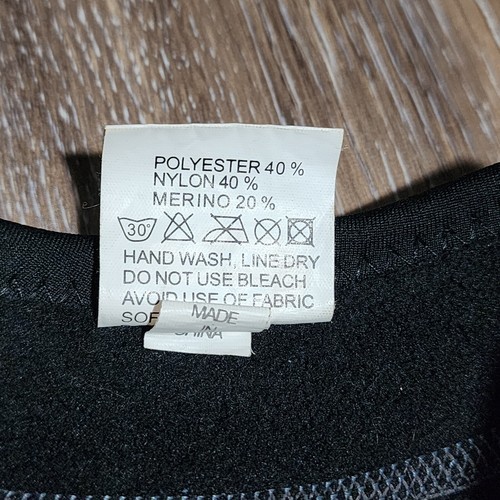 POLYESTER 40 %
NYLON 40 %
MERINO 20 %
30°
HAND WASH, LINE DRY
DO NOT USE BLEACH
AVOID USE OF FABRIC
MADE